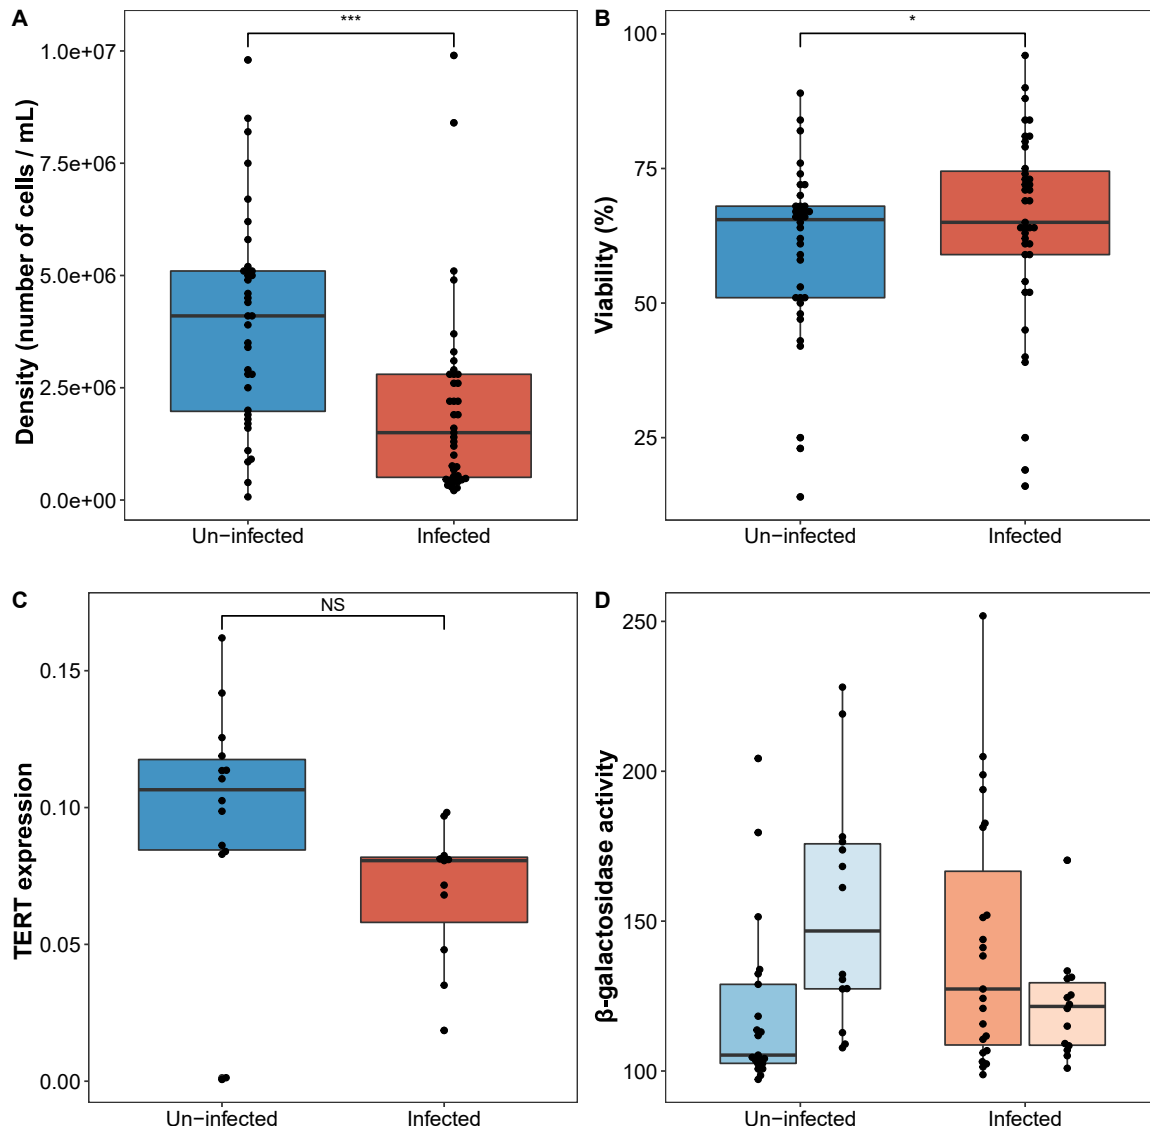 A
***
Density (number of cells / mL)
1.0e+07
7.5e+06
5.0e+06
2.5e+06
0.0e+00
Un−infected
Infected
B
*
Viability (%)
100
75
50
25
Un−infected
Infected
C
NS
TERT expression
0.15
0.10
0.05
0.00
Un−infected
Infected
D
β-galactosidase activity
250
200
150
100
Un−infected
Infected